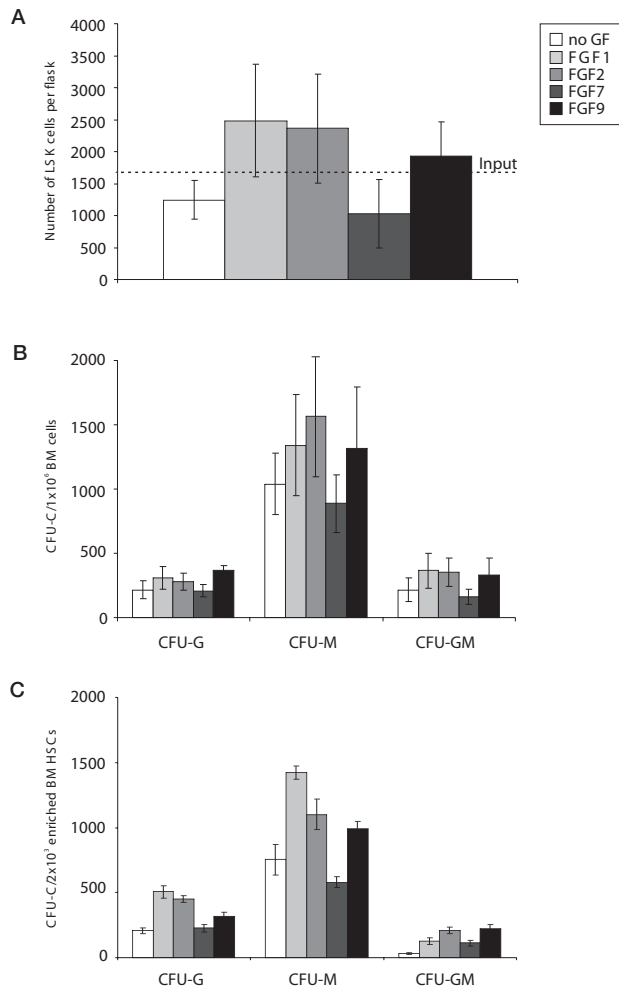 A
Number of LSK cells per flask
4000
3500
3000
2500
2000
1500
1000
500
0
Input
no GF
FGF1
FGF2
FGF7
FGF9
B
CFU-C/1x10⁶ BM cells
2000
1500
1000
500
0
CFU-G CFU-M CFU-GM
C
CFU-C/2x10³ enriched BM HSCs
2000
1500
1000
500
0
CFU-G CFU-M CFU-GM